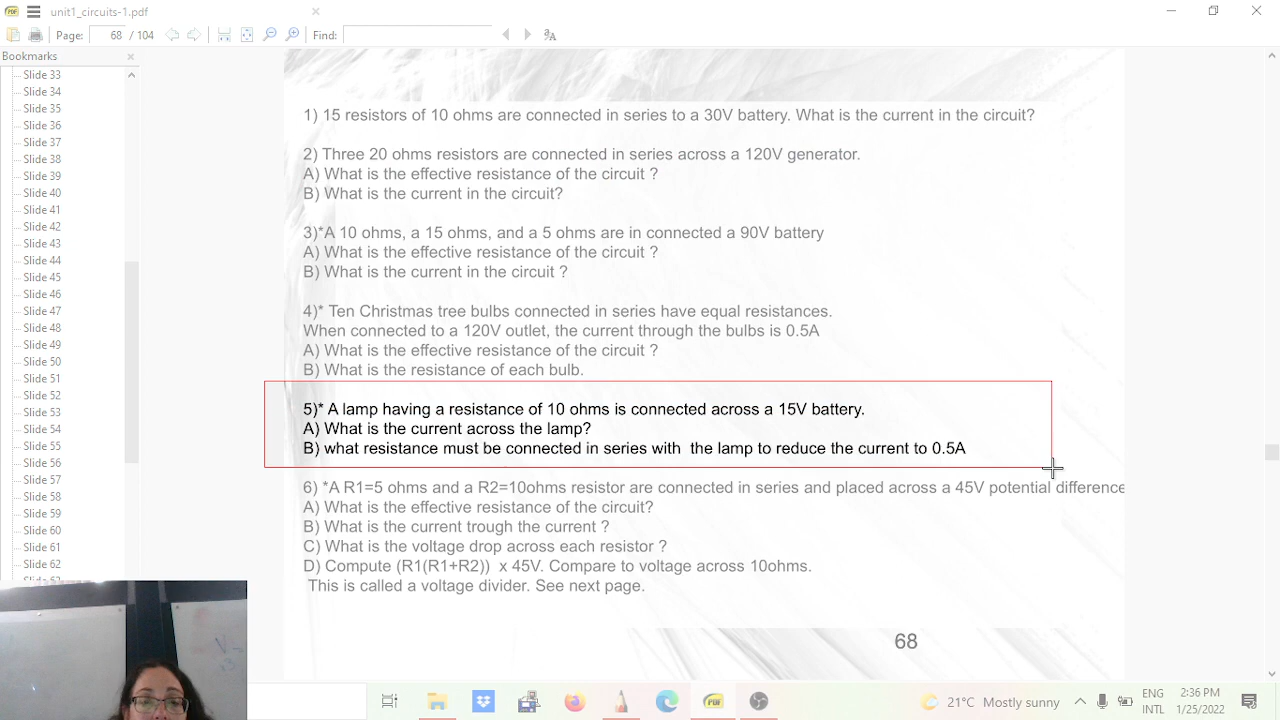 unit1_circuits-1.pdf
Page: 68 / 104 Find:
Bookmarks
Slide 33
Slide 34
Slide 35
Slide 36
Slide 37
Slide 38
Slide 39
Slide 40
Slide 41
Slide 42
Slide 43
Slide 44
Slide 45
Slide 46
Slide 47
Slide 48
Slide 49
Slide 50
Slide 51
Slide 52
Slide 53
Slide 54
Slide 55
Slide 56
Slide 57
Slide 58
Slide 59
Slide 60
Slide 61
Slide 62
1) 15 resistors of 10 ohms are connected in series to a 30V battery. What is the current in the circuit?
2) Three 20 ohms resistors are connected in series across a 120V generator.
A) What is the effective resistance of the circuit ?
B) What is the current in the circuit?
3)*A 10 ohms, a 15 ohms, and a 5 ohms are in connected a 90V battery
A) What is the effective resistance of the circuit ?
B) What is the current in the circuit ?
4)* Ten Christmas tree bulbs connected in series have equal resistances.
When connected to a 120V outlet, the current through the bulbs is 0.5A
A) What is the effective resistance of the circuit ?
B) What is the resistance of each bulb.
5)* A lamp having a resistance of 10 ohms is connected across a 15V battery.
A) What is the current across the lamp?
B) what resistance must be connected in series with the lamp to reduce the current to 0.5A
6) *A R1=5 ohms and a R2=10ohms resistor are connected in series and placed across a 45V potential difference
A) What is the effective resistance of the circuit?
B) What is the current trough the current ?
C) What is the voltage drop across each resistor ?
D) Compute (R1(R1+R2)) x 45V. Compare to voltage across 10ohms.
This is called a voltage divider. See next page.
68
21°C Mostly sunny
ENG
INTL
2:36 PM
1/25/2022